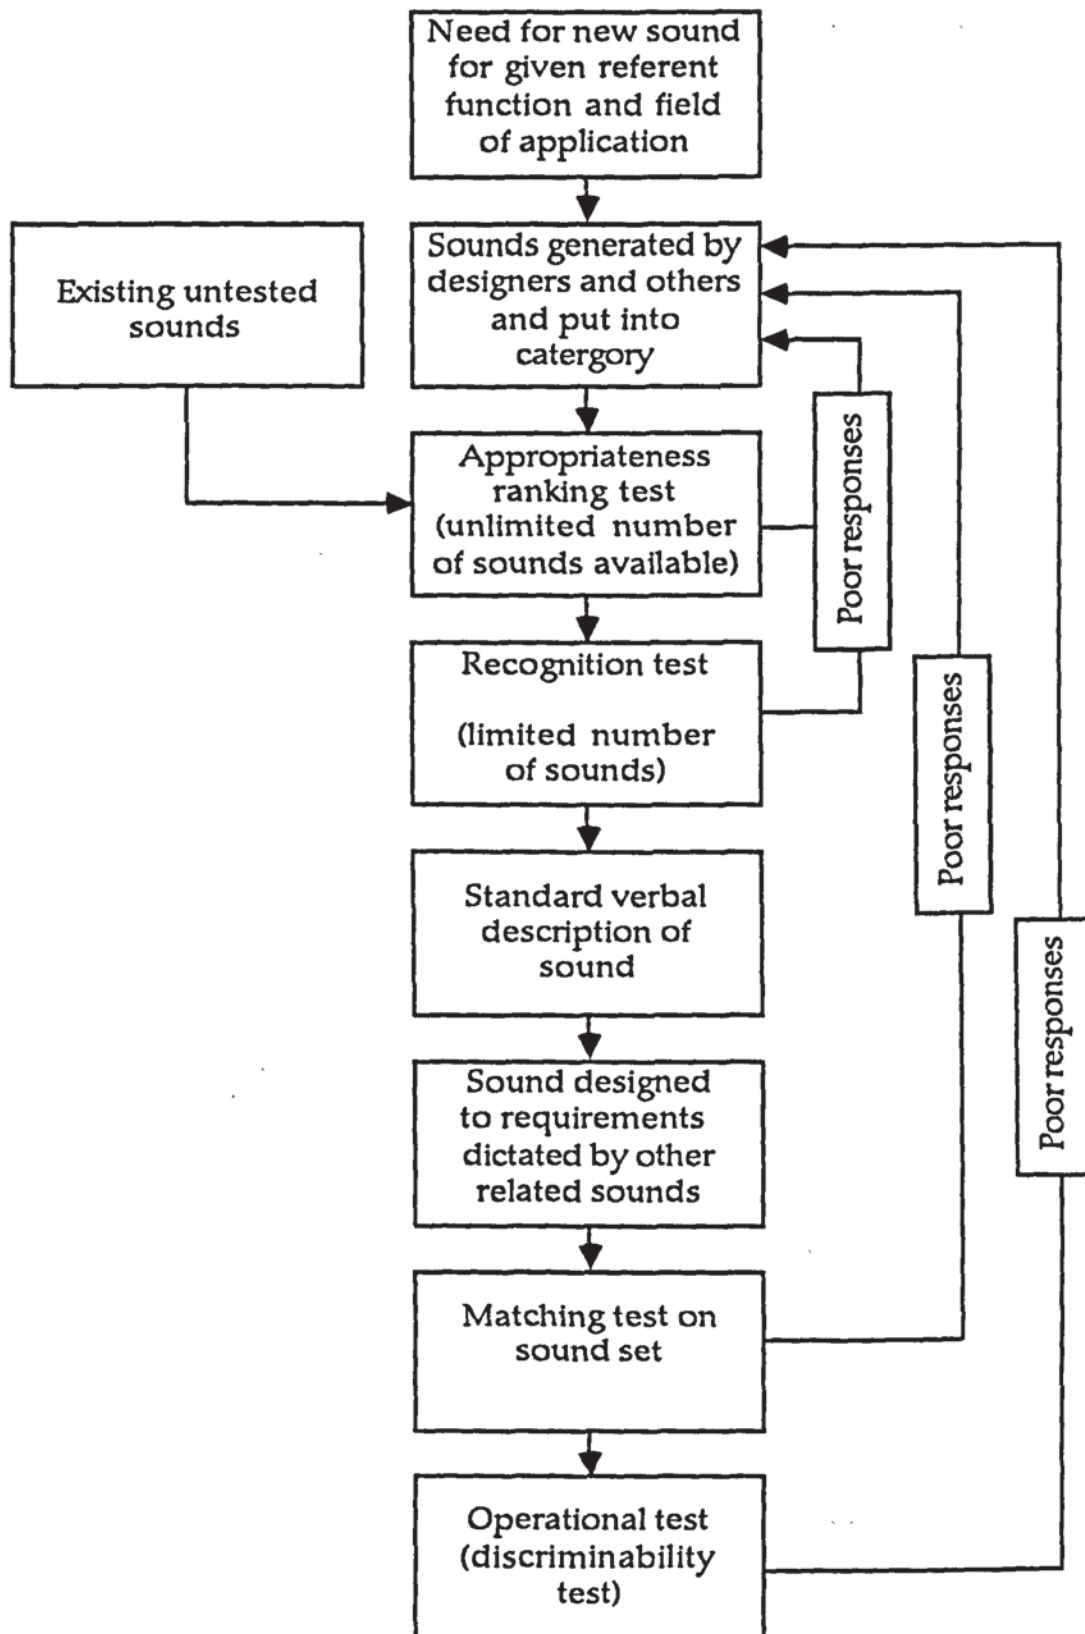 Need for new sound
for given referent
function and field
of application
Existing untested
sounds
Sounds generated by
designers and others
and put into
catergory
Appropriateness
ranking test
(unlimited number
of sounds available)
Poor responses
Recognition test
(limited number
of sounds)
Poor responses
Standard verbal
description of
sound
Poor responses
Sound designed
to requirements
dictated by other
related sounds
Matching test on
sound set
Operational test
(discriminability
test)